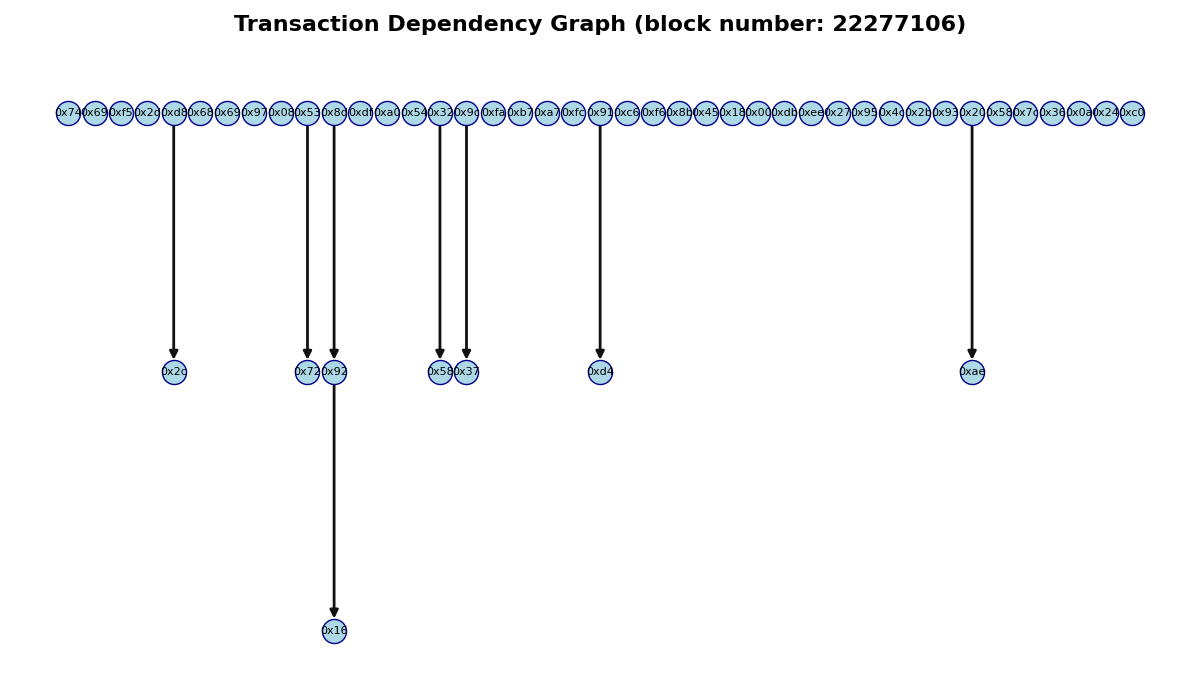 Transaction Dependency Graph (block number: 22277106)
0x74 0x69 0xf5 0x2d 0xd8 0x68 0x69 0x97 0x08 0x53 0x8d 0xdf 0xa0 0x54 0x32 0x9c 0xfa 0xb7 0xa7 0xfc 0x91 0xc6 0xf6 0x8b 0x45 0x18 0x00 0xdb 0xee 0x27 0x95 0x4c 0x2b 0x93 0x20 0x58 0x7c 0x36 0x0a 0x24 0xc0
0x2c 0x72 0x92 0x58 0x37 0xd4 0xae
0x16